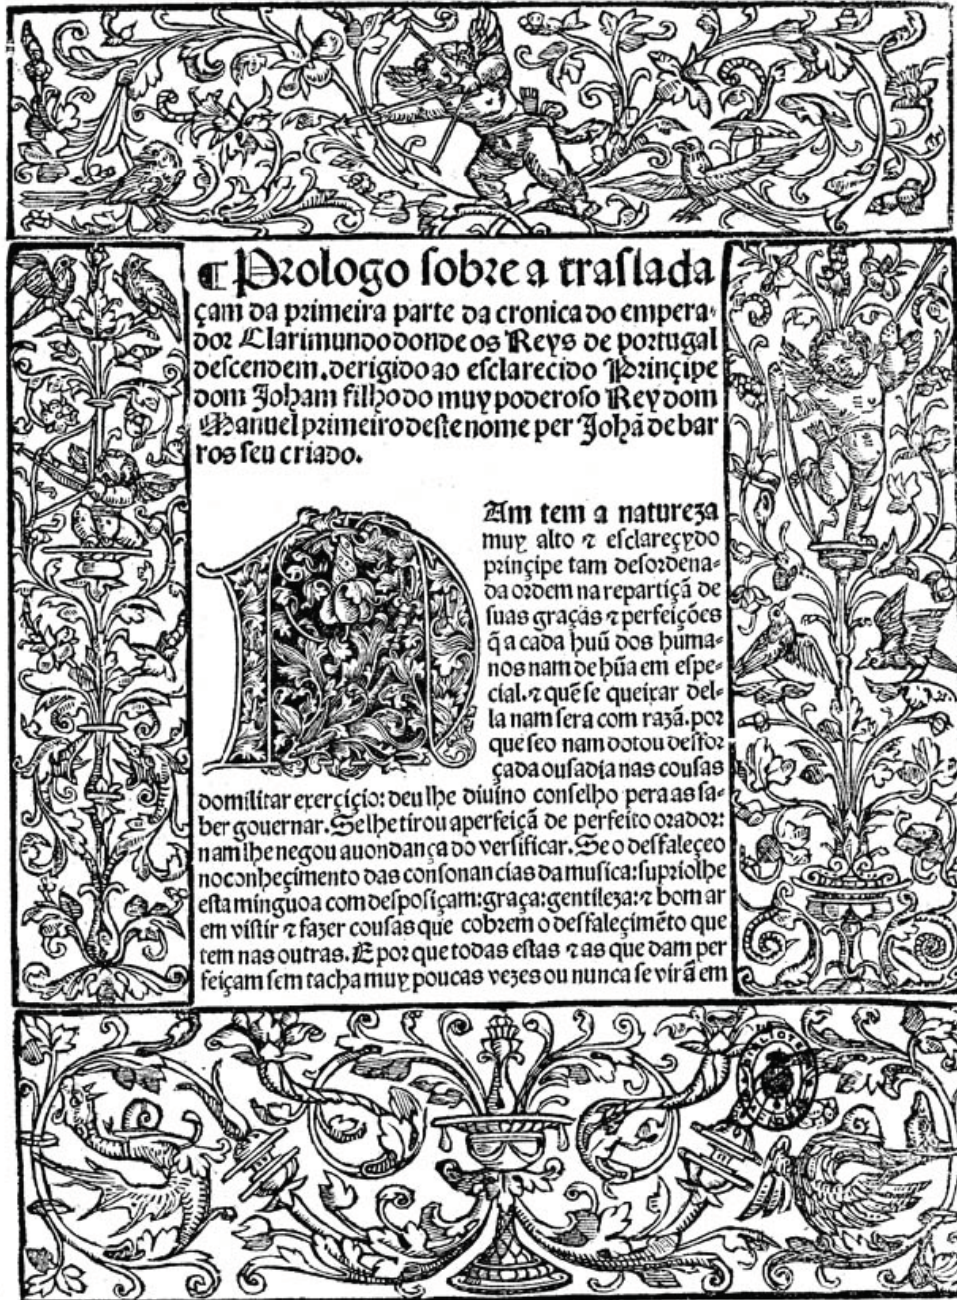 ¶ Prologo sobre a traslada
çam da primeira parte da cronica do empera-
dor Clarimundo donde os Reys de portugal
descendem, derigido ao esclarecido Prinçipe
dom Joham filho do muy poderoso Rey dom
Manuel primeiro deste nome per Johã de bar
ros seu criado.
NAm tem a natureza
muy alto ⁊ esclareçydo
prinçipe tam desordena-
da ordem na repartiçã de
suas graças ⁊ perfeições
q̃ a cada huũ dos huma-
nos nam de hũa em espe-
cial. ⁊ quẽ se queixar del-
la nam sera com razã. por
que se o nam dotou desfor
çada ousadia nas cousas
do militar exerçiçio: deu lhe diuino conselho pera as sa-
ber gouernar. Se lhe tirou a perfeiçã de perfeito orador:
nam lhe negou auondança do versificar. Se o desfaleçeo
no conheçimento das consonancias da musica: supriolhe
esta minguoa com desposiçam: graça: gentileza: ⁊ bom ar
em vistir ⁊ fazer cousas que cobrem o desfaleçimẽto que
tem nas outras. E por que todas estas ⁊ as que dam per
feiçam sem tacha muy poucas vezes ou nunca se virã em